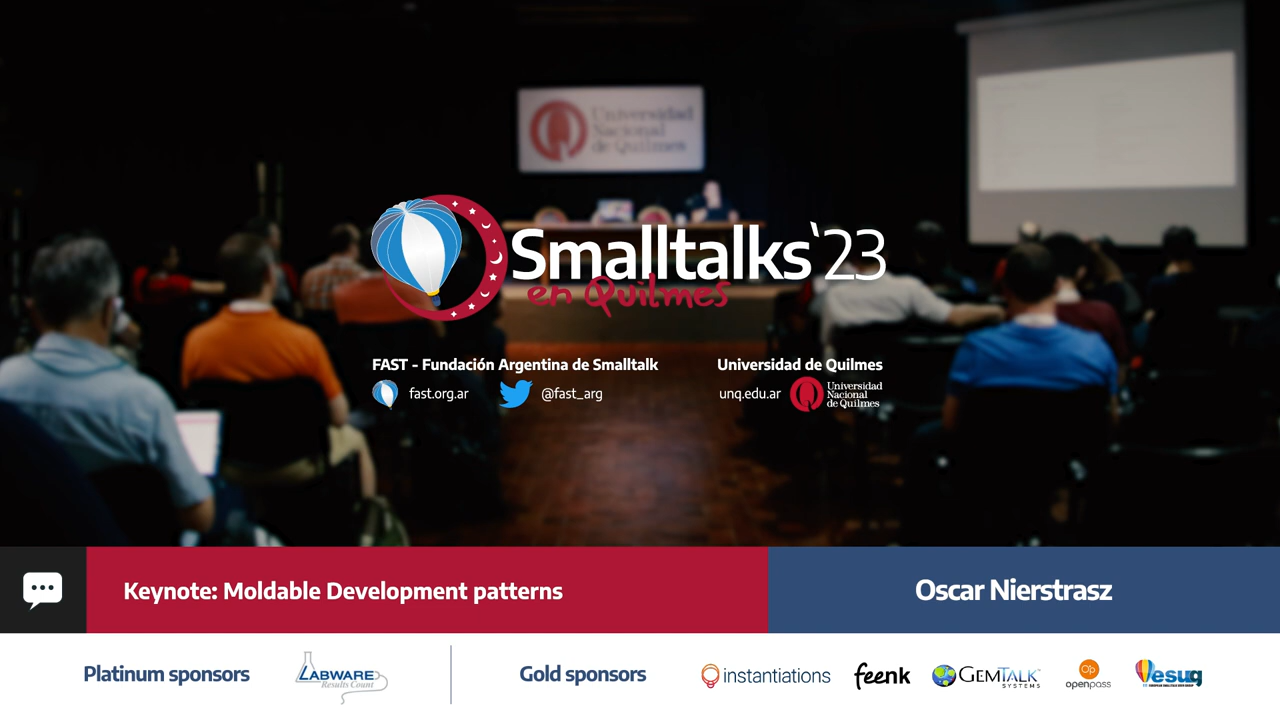 Universidad
Nacional
de Quilmes
Smalltalks`23
en Quilmes
FAST - Fundación Argentina de Smalltalk
fast.org.ar
@fast_arg
Universidad de Quilmes
unq.edu.ar
Universidad
Nacional
de Quilmes
Keynote: Moldable Development patterns
Oscar Nierstrasz
Platinum sponsors
LABWARE
Results Count
Gold sponsors
instantiations
feenk
GEMTALK
SYSTEMS
openpass
esug